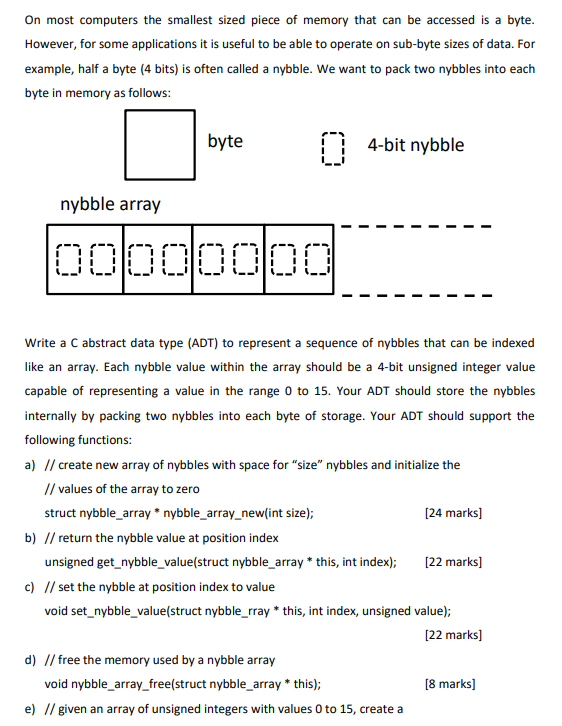 On most computers the smallest sized piece of memory that can be accessed is a byte.
However, for some applications it is useful to be able to operate on sub-byte sizes of data. For
example, half a byte (4 bits) is often called a nybble. We want to pack two nybbles into each
byte in memory as follows:
byte 4-bit nybble
nybble array
Write a C abstract data type (ADT) to represent a sequence of nybbles that can be indexed
like an array. Each nybble value within the array should be a 4-bit unsigned integer value
capable of representing a value in the range 0 to 15. Your ADT should store the nybbles
internally by packing two nybbles into each byte of storage. Your ADT should support the
following functions:
a) // create new array of nybbles with space for “size” nybbles and initialize the
// values of the array to zero
struct nybble_array * nybble_array_new(int size); [24 marks]
b) // return the nybble value at position index
unsigned get_nybble_value(struct nybble_array * this, int index); [22 marks]
c) // set the nybble at position index to value
void set_nybble_value(struct nybble_rray * this, int index, unsigned value);
[22 marks]
d) // free the memory used by a nybble array
void nybble_array_free(struct nybble_array * this); [8 marks]
e) // given an array of unsigned integers with values 0 to 15, create a